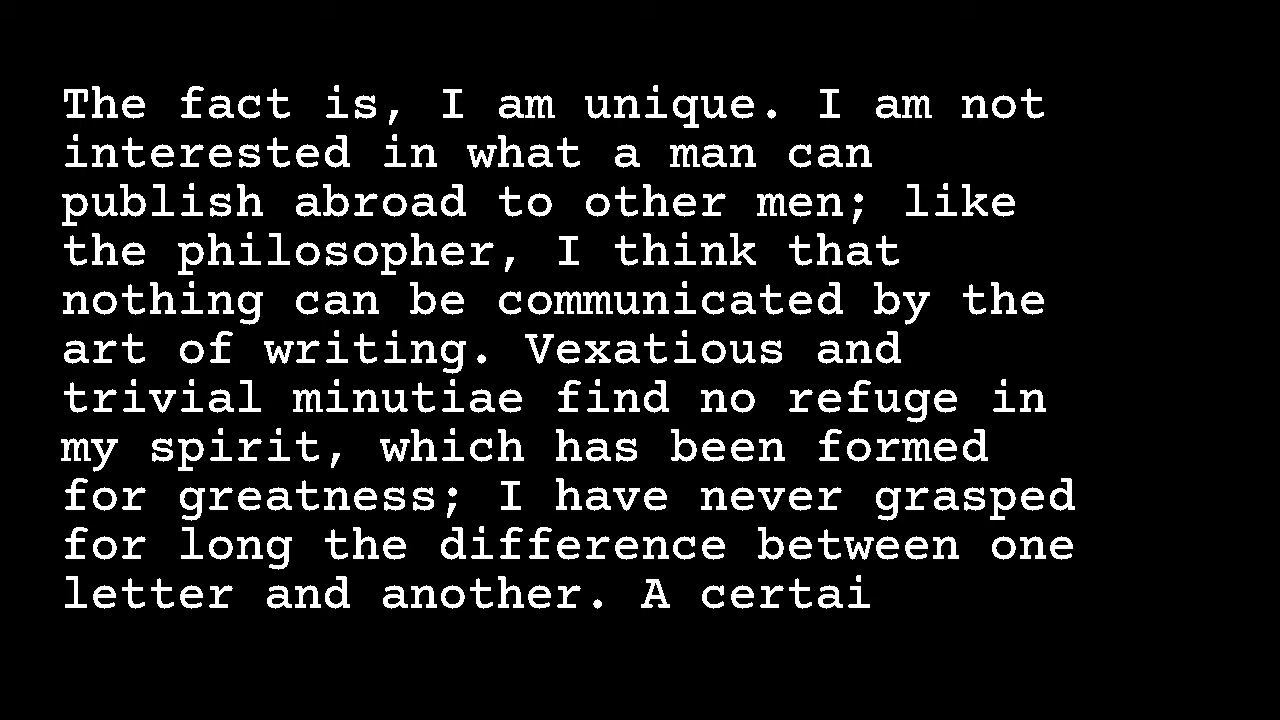 The fact is, I am unique. I am not
interested in what a man can
publish abroad to other men; like
the philosopher, I think that
nothing can be communicated by the
art of writing. Vexatious and
trivial minutiae find no refuge in
my spirit, which has been formed
for greatness; I have never grasped
for long the difference between one
letter and another. A certai